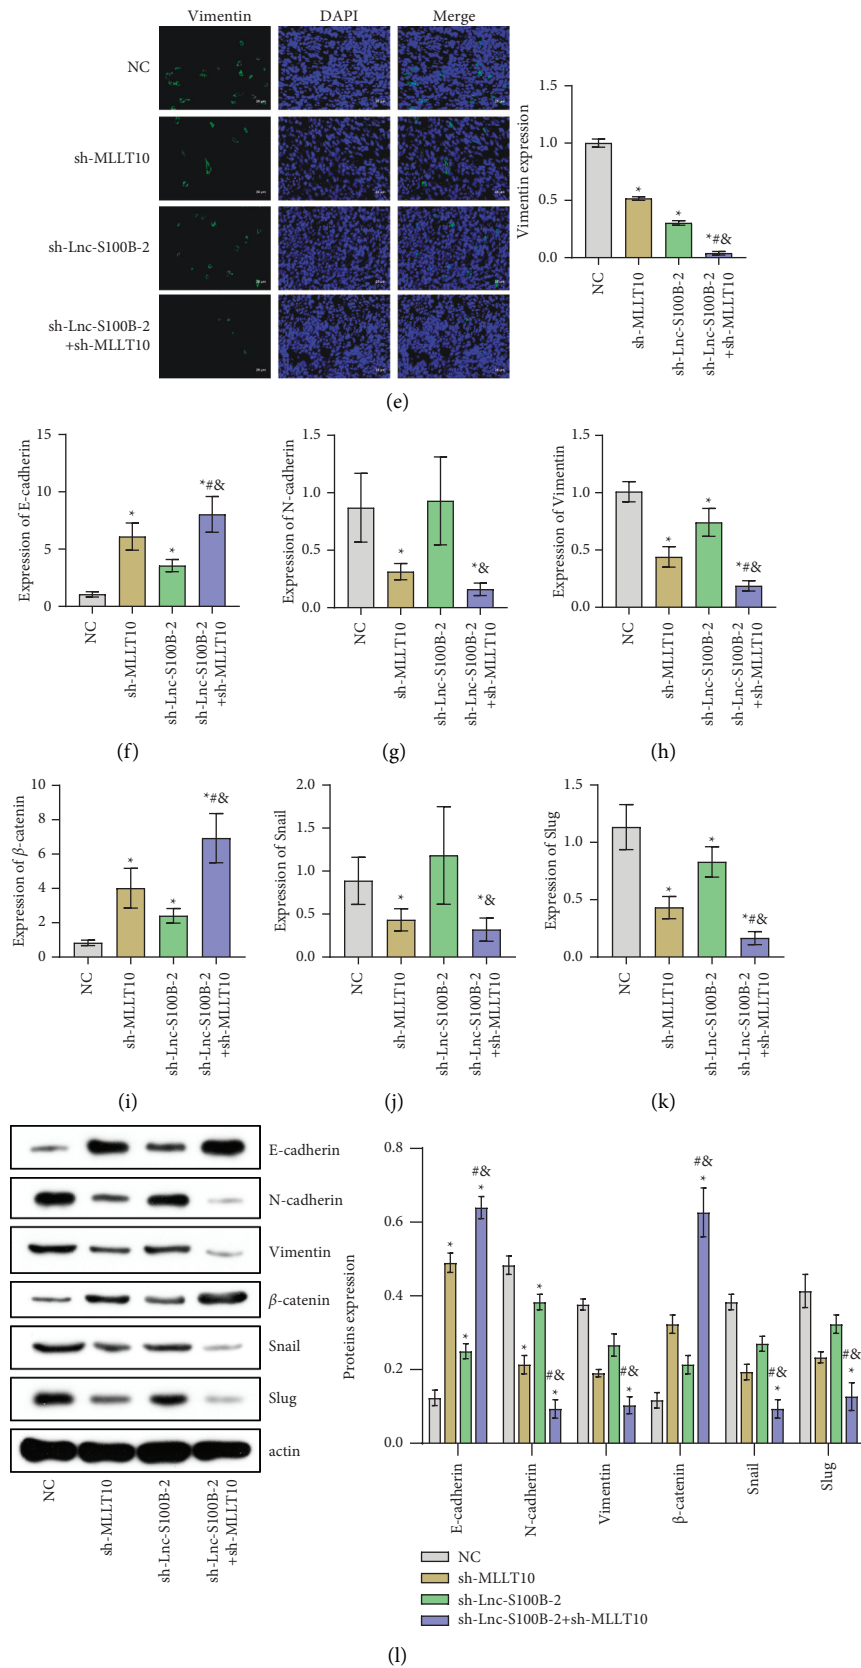 Vimentin DAPI Merge
NC
sh-MLLT10
sh-Lnc-S100B-2
sh-Lnc-S100B-2
+sh-MLLT10
Vimentin expression
1.5
1.0
0.5
0.0
*
*
*#&
NC
sh-MLLT10
sh-Lnc-S100B-2
sh-Lnc-S100B-2
+sh-MLLT10
(e)
Expression of E-cadherin
15
10
5
0
*
*
*#&
NC
sh-MLLT10
sh-Lnc-S100B-2
sh-Lnc-S100B-2
+sh-MLLT10
(f)
Expression of N-cadherin
1.5
1.0
0.5
0.0
*
*&
NC
sh-MLLT10
sh-Lnc-S100B-2
sh-Lnc-S100B-2
+sh-MLLT10
(g)
Expression of Vimentin
1.5
1.0
0.5
0.0
*
*
*#&
NC
sh-MLLT10
sh-Lnc-S100B-2
sh-Lnc-S100B-2
+sh-MLLT10
(h)
Expression of β-catenin
10
8
6
4
2
0
*
*
*#&
NC
sh-MLLT10
sh-Lnc-S100B-2
sh-Lnc-S100B-2
+sh-MLLT10
(i)
Expression of Snail
2.0
1.5
1.0
0.5
0.0
*
*&
NC
sh-MLLT10
sh-Lnc-S100B-2
sh-Lnc-S100B-2
+sh-MLLT10
(j)
Expression of Slug
1.5
1.0
0.5
0.0
*
*
*#&
NC
sh-MLLT10
sh-Lnc-S100B-2
sh-Lnc-S100B-2
+sh-MLLT10
(k)
E-cadherin
N-cadherin
Vimentin
β-catenin
Snail
Slug
actin
NC
sh-MLLT10
sh-Lnc-S100B-2
sh-Lnc-S100B-2
+sh-MLLT10
Proteins expression
0.8
0.6
0.4
0.2
0.0
*
*
#&
*
*
*
#&
*
#&
*
#&
*
#&
*
#&
*
E-cadherin
N-cadherin
Vimentin
β-catenin
Snail
Slug
NC
sh-MLLT10
sh-Lnc-S100B-2
sh-Lnc-S100B-2+sh-MLLT10
(l)